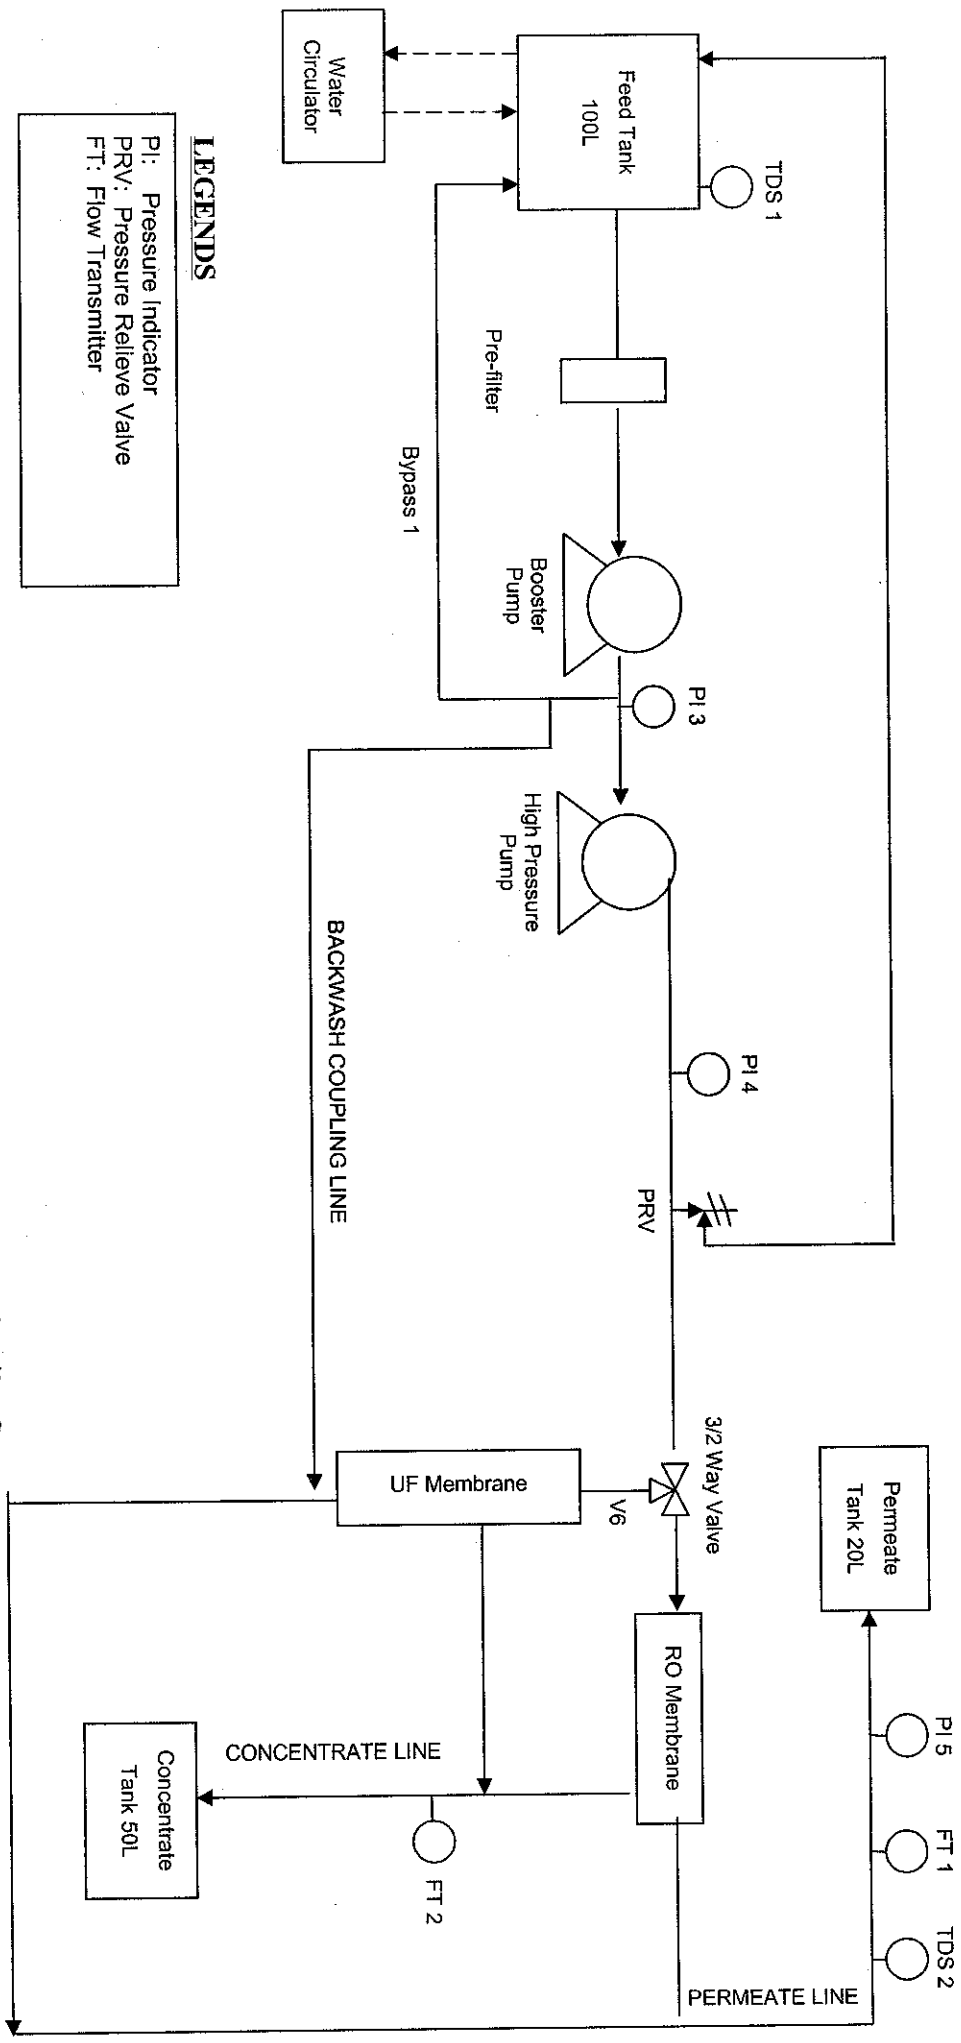 TDS 1
Feed Tank
100L
Water
Circulator
Pre-filter
Bypass 1
Booster
Pump
PI 3
High Pressure
Pump
PI 4
PRV
BACKWASH COUPLING LINE
3/2 Way Valve
V6
UF Membrane
RO Membrane
Permeate
Tank 20L
PI 5
FT 1
TDS 2
PERMEATE LINE
CONCENTRATE LINE
FT 2
Concentrate
Tank 50L
LEGENDS
PI: Pressure Indicator
PRV: Pressure Relieve Valve
FT: Flow Transmitter